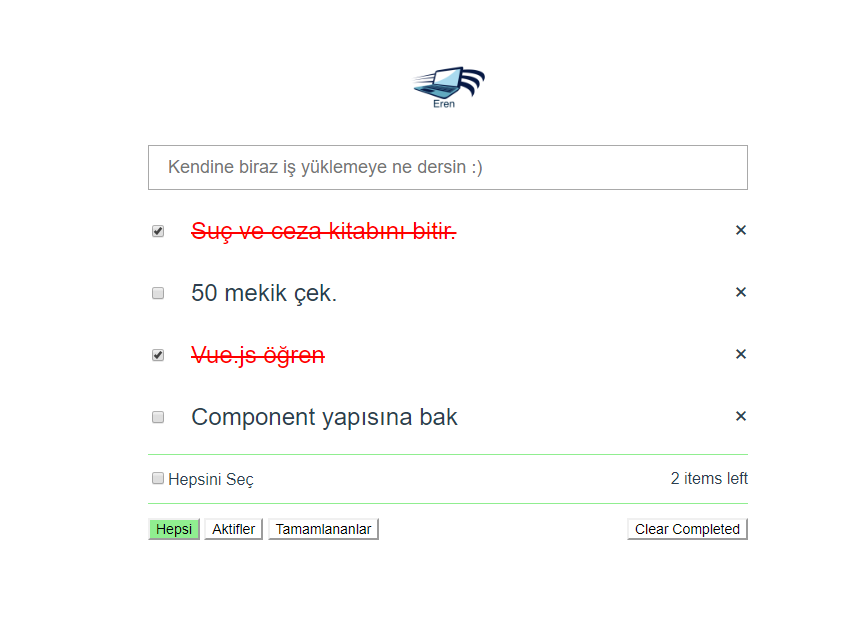 Eren
Kendine biraz iş yüklemeye ne dersin :)
Suç ve ceza kitabını bitir.
50 mekik çek.
Vue.js öğren
Component yapısına bak
Hepsini Seç 2 items left
Hepsi Aktifler Tamamlananlar Clear Completed